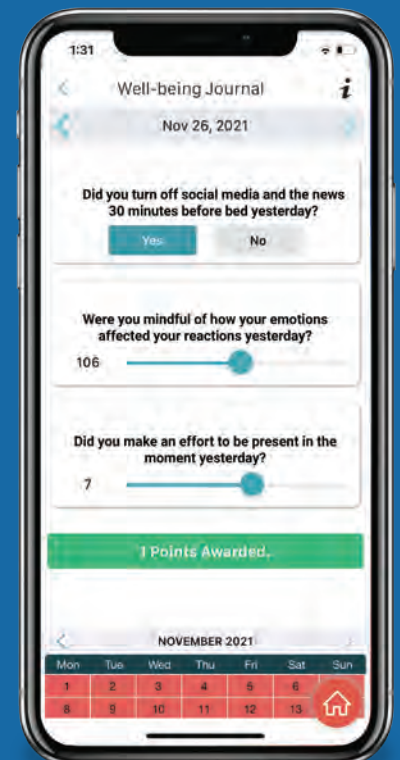 1:31
Well-being Journal i
Nov 26, 2021
Did you turn off social media and the news
30 minutes before bed yesterday?
Yes No
Were you mindful of how your emotions
affected your reactions yesterday?
106
Did you make an effort to be present in the
moment yesterday?
7
1 Points Awarded.
NOVEMBER 2021
Mon Tue Wed Thu Fri Sat Sun
1 2 3 4 5 6
8 9 10 11 12 13